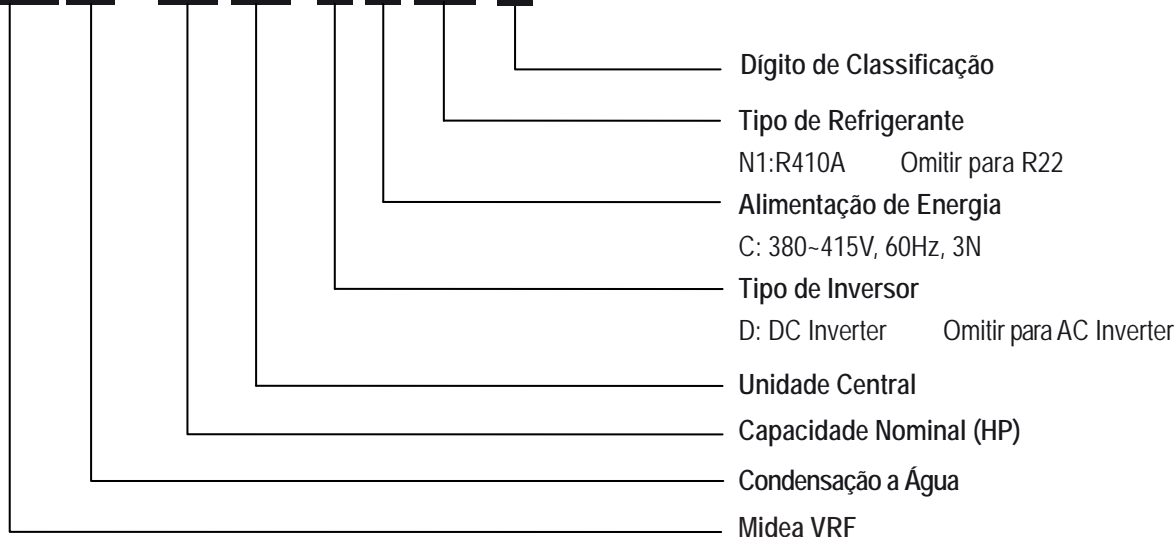 Dígito de Classificação
Tipo de Refrigerante
N1:R410A Omitir para R22
Alimentação de Energia
C: 380~415V, 60Hz, 3N
Tipo de Inversor
D: DC Inverter Omitir para AC Inverter
Unidade Central
Capacidade Nominal (HP)
Condensação a Água
Midea VRF